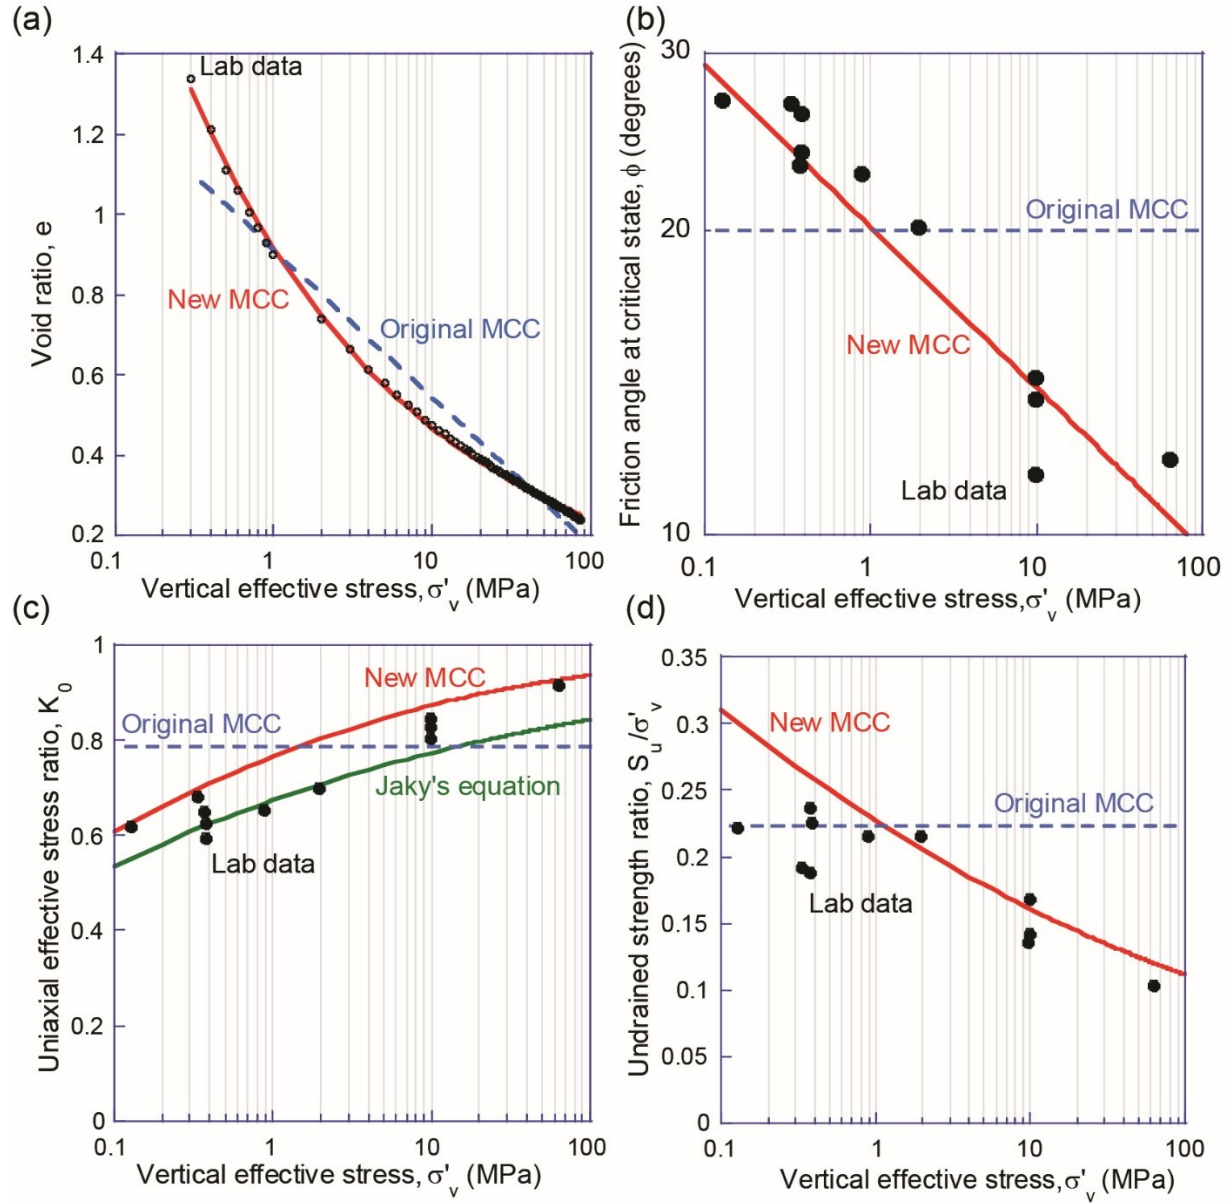 (a)
1.4
1.2
1
0.8
0.6
0.4
0.2
Void ratio, e
Lab data
New MCC
Original MCC
0.1
1
10
100
Vertical effective stress,σ'v (MPa)
(b)
30
20
10
Friction angle at critical state, ϕ (degrees)
Original MCC
New MCC
Lab data
0.1
1
10
100
Vertical effective stress,σ'v (MPa)
(c)
1
0.8
0.6
0.4
0.2
0
Uniaxial effective stress ratio, K0
New MCC
Original MCC
Jaky's equation
Lab data
0.1
1
10
100
Vertical effective stress,σ'v (MPa)
(d)
0.35
0.3
0.25
0.2
0.15
0.1
0.05
0
Undrained strength ratio, Su/σ'v
New MCC
Original MCC
Lab data
0.1
1
10
100
Vertical effective stress,σ'v (MPa)